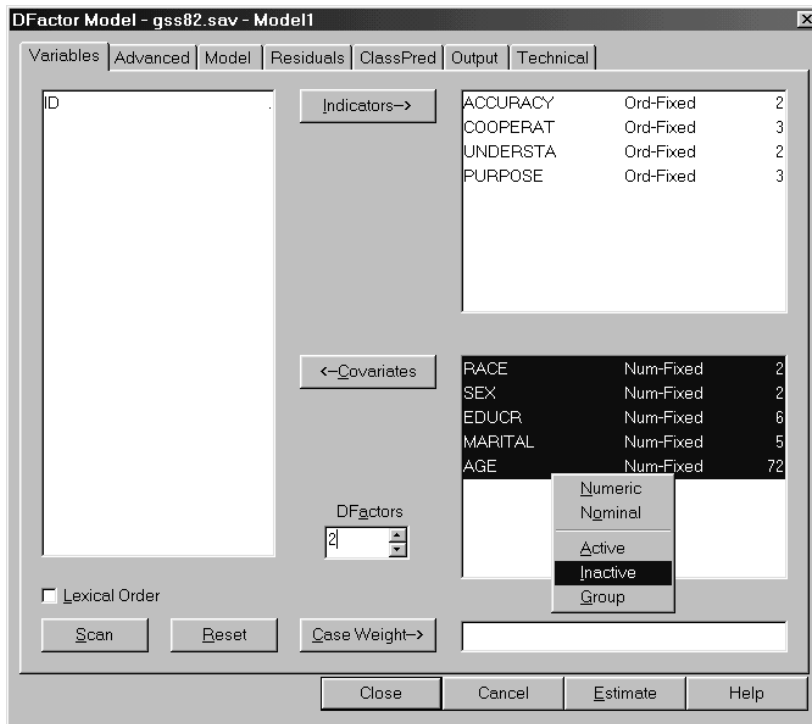 DFactor Model - gss82.sav - Model1
Variables Advanced Model Residuals ClassPred Output Technical
ID .
Indicators-->
ACCURACY Ord-Fixed 2
COOPERAT Ord-Fixed 3
UNDERSTA Ord-Fixed 2
PURPOSE Ord-Fixed 3
<--Covariates
RACE Num-Fixed 2
SEX Num-Fixed 2
EDUCR Num-Fixed 6
MARITAL Num-Fixed 5
AGE Num-Fixed 72
Numeric
Nominal
Active
Inactive
Group
DFactors
2
Lexical Order
Scan Reset Case Weight-->
Close Cancel Estimate Help